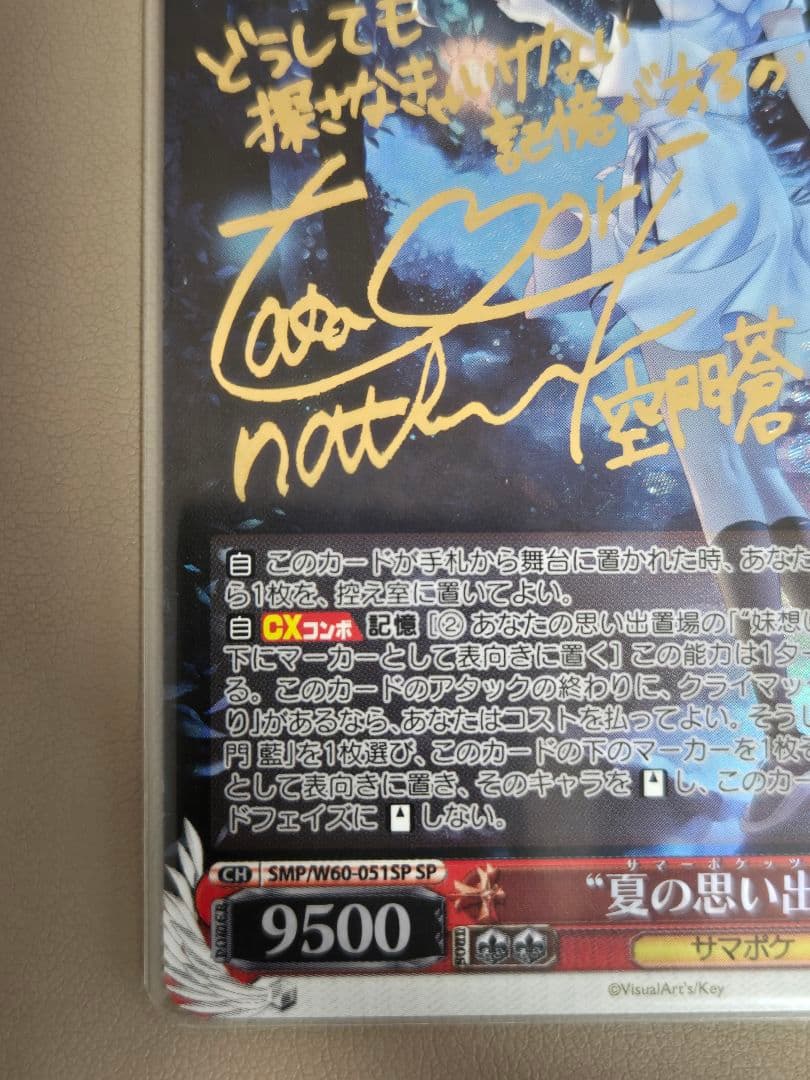 どうしても
探さなきゃいけない
記憶があるの
空門蒼
自 このカードが手札から舞台に置かれた時、あなた
ら1枚を、控え室に置いてよい。
自 CXコンボ 記憶 [② あなたの思い出置場の「“妹想い
下にマーカーとして表向きに置く] この能力は1ター
る。このカードのアタックの終わりに、クライマッ
り」があるなら、あなたはコストを払ってよい。そうし
門 藍」を1枚選び、このカードの下のマーカーを1枚
として表向きに置き、そのキャラを し、このカー
ドフェイズに しない。
CH SMP/W60-051SP SP
サマーポケッツ
“夏の思い出
POWER 9500 SOUL
サマポケ
©VisualArt's/Key